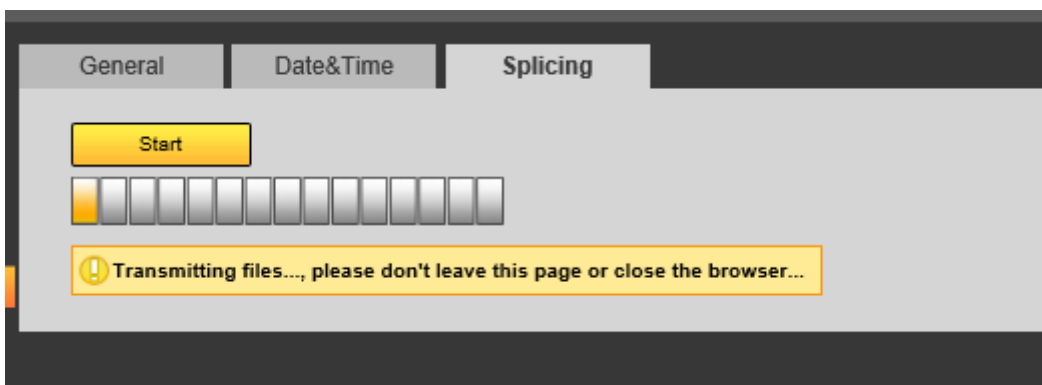 General Date&Time Splicing
Start
Transmitting files..., please don't leave this page or close the browser...